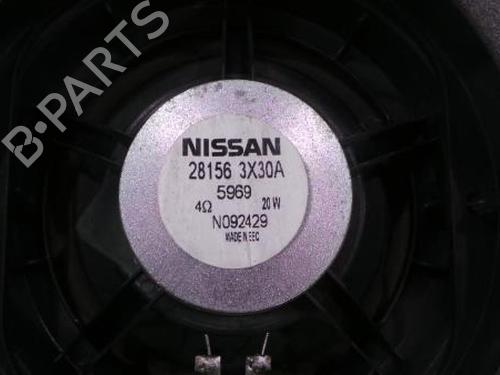 B-PARTS
NISSAN
28156 3X30A
5969
4Ω 20 W
N092429
MADE IN EEC